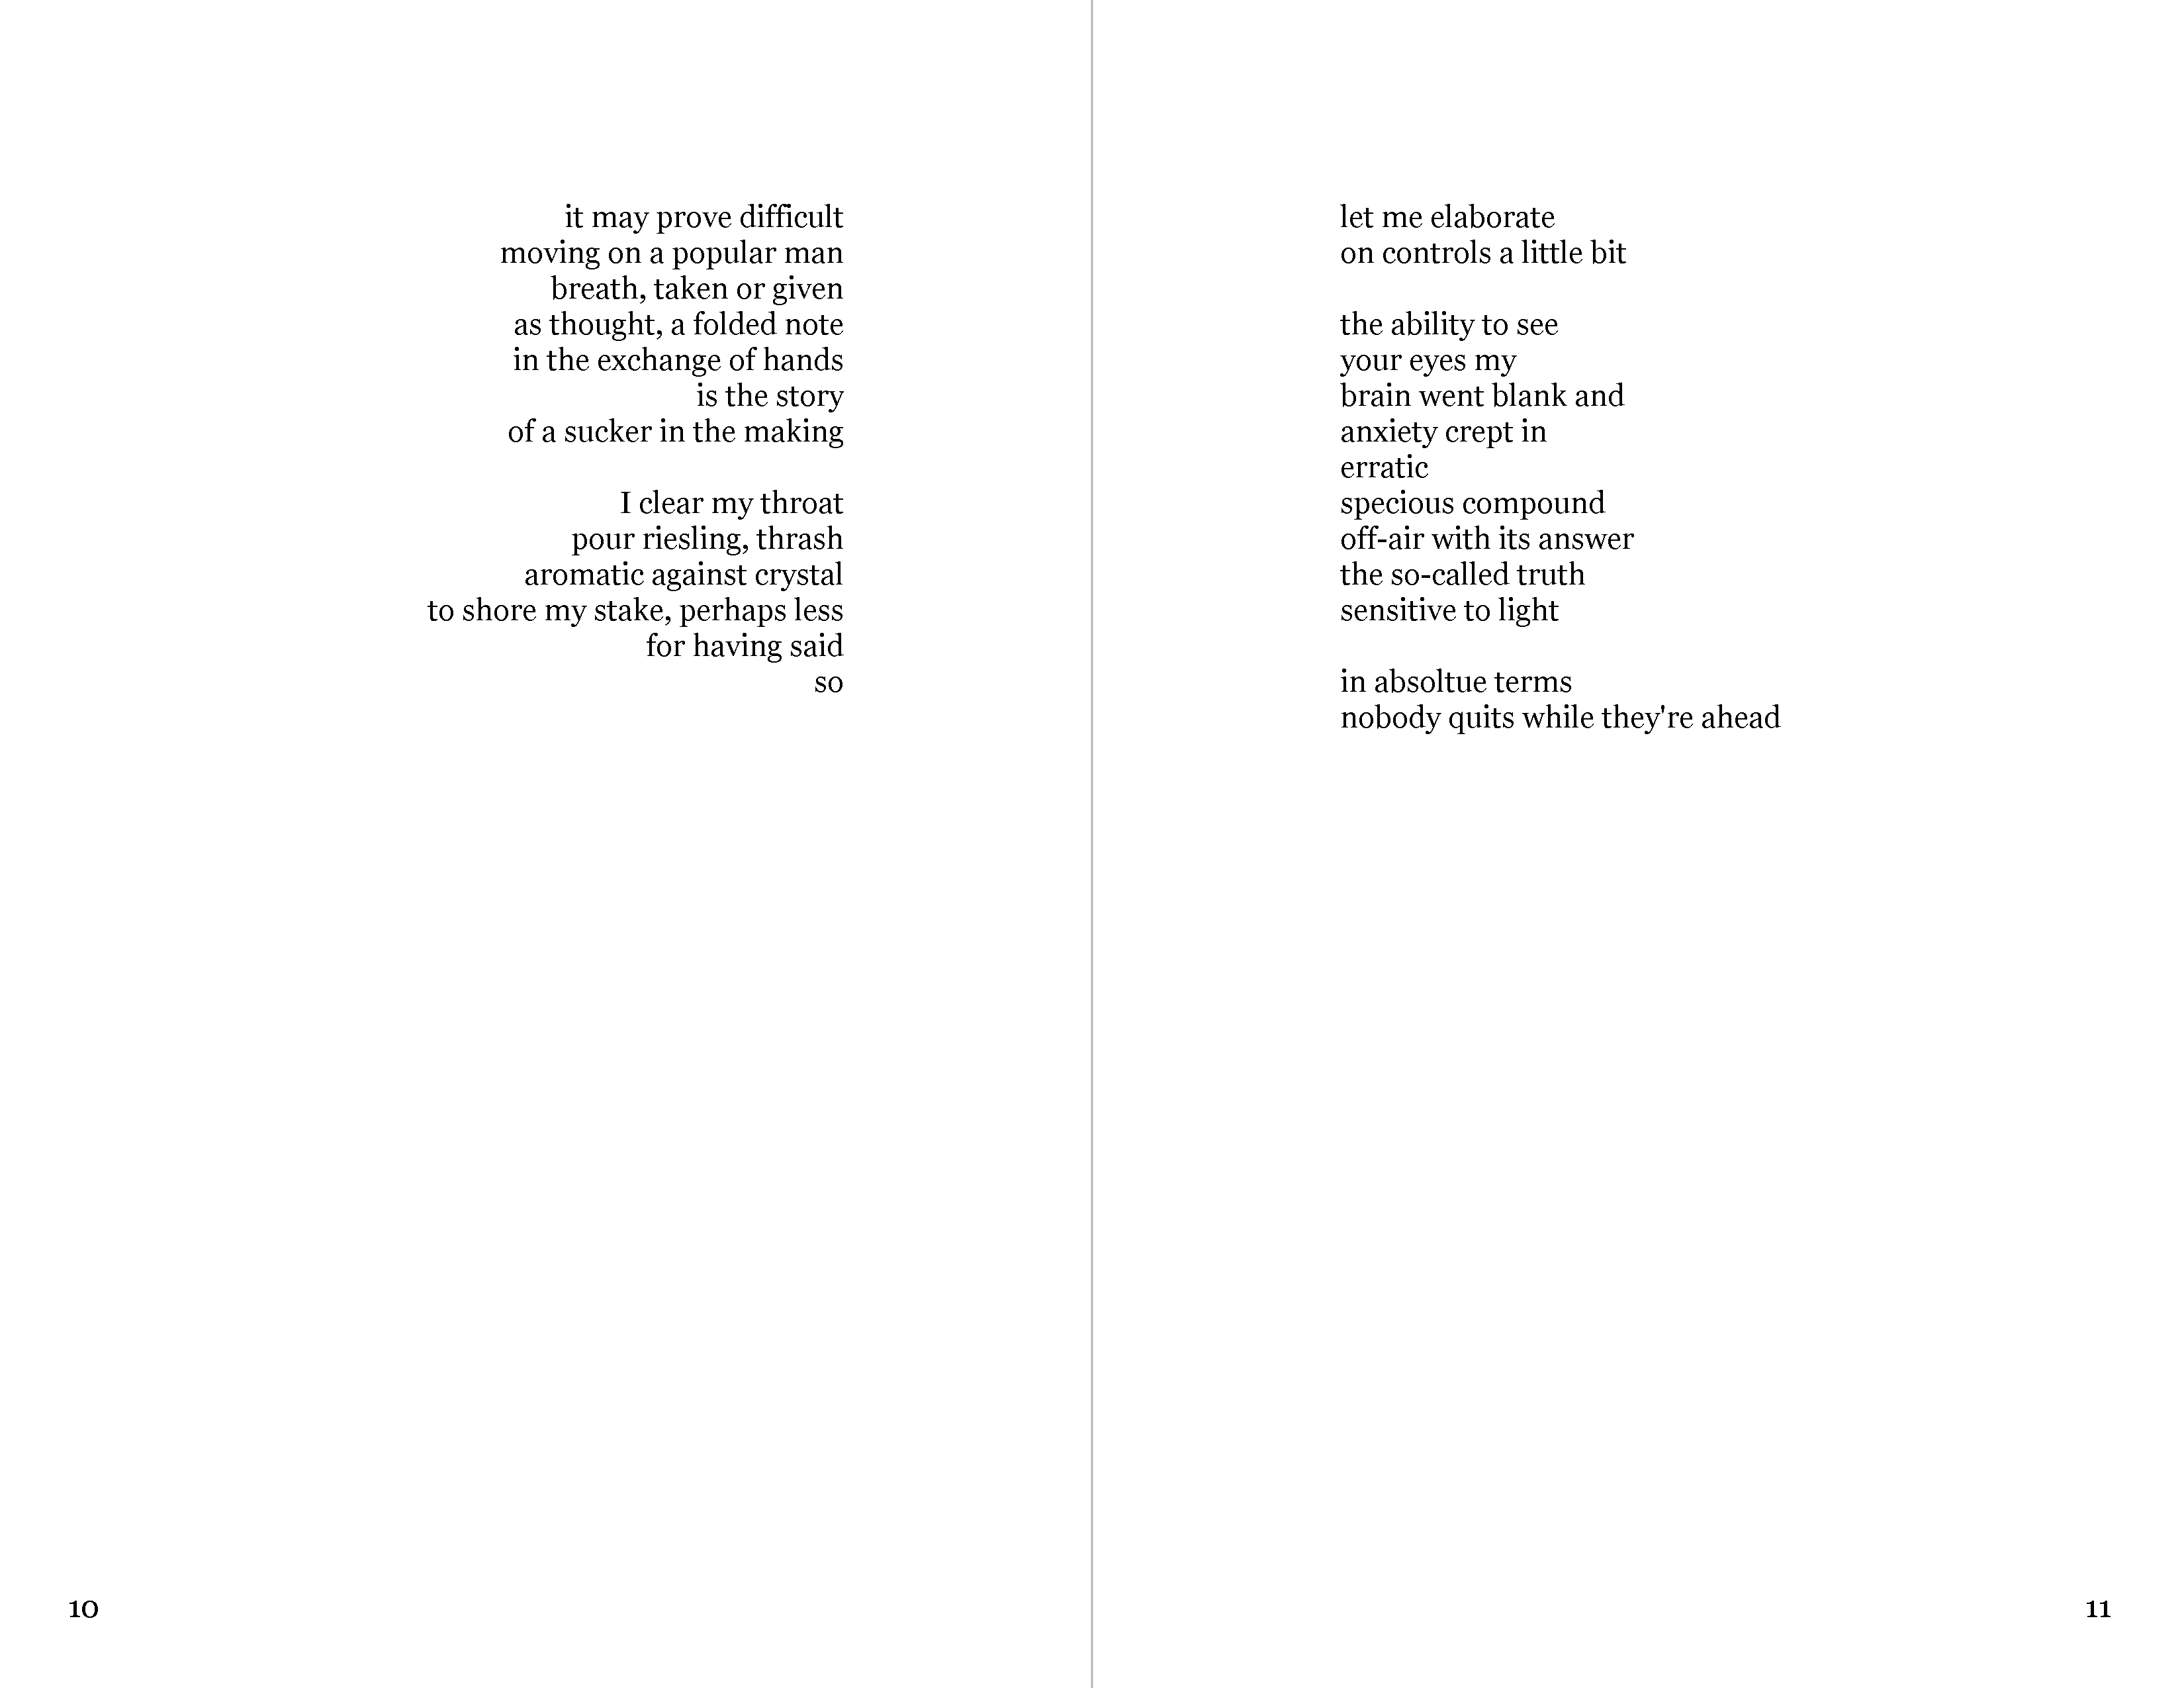 it may prove difficult
moving on a popular man
breath, taken or given
as thought, a folded note
in the exchange of hands
is the story
of a sucker in the making
I clear my throat
pour riesling, thrash
aromatic against crystal
to shore my stake, perhaps less
for having said
so
10
let me elaborate
on controls a little bit
the ability to see
your eyes my
brain went blank and
anxiety crept in
erratic
specious compound
off-air with its answer
the so-called truth
sensitive to light
in absoltue terms
nobody quits while they're ahead
11